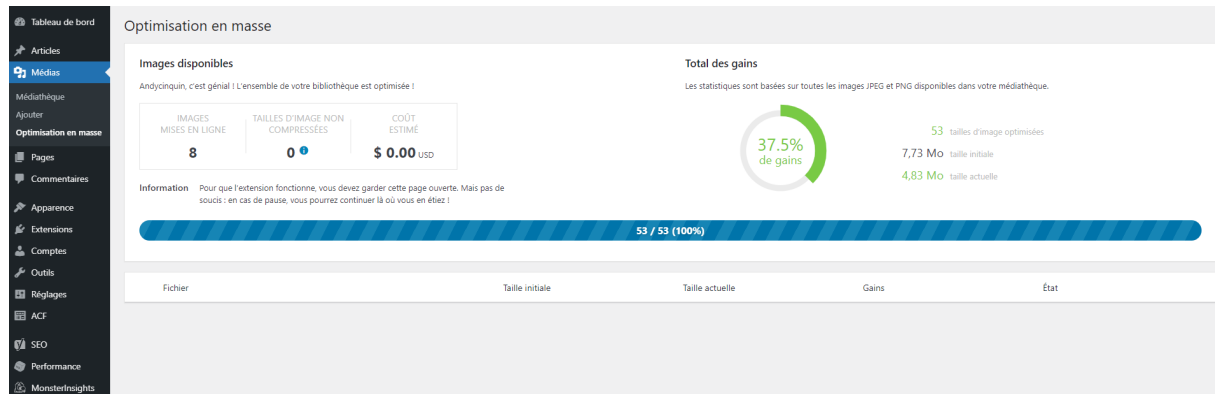 Tableau de bord
Articles
Médias
Médiathèque
Ajouter
Optimisation en masse
Pages
Commentaires
Apparence
Extensions
Comptes
Outils
Réglages
ACF
SEO
Performance
MonsterInsights
Optimisation en masse
Images disponibles
Andycinquin, c'est génial ! L'ensemble de votre bibliothèque est optimisée !
IMAGES
MISES EN LIGNE
8
TAILLES D'IMAGE NON
COMPRESSÉES
0
COÛT
ESTIMÉ
$ 0.00 USD
Information Pour que l'extension fonctionne, vous devez garder cette page ouverte. Mais pas de
soucis : en cas de pause, vous pourrez continuer là où vous en étiez !
Total des gains
Les statistiques sont basées sur toutes les images JPEG et PNG disponibles dans votre médiathèque.
37.5%
de gains
53 tailles d'image optimisées
7,73 Mo taille initiale
4,83 Mo taille actuelle
53 / 53 (100%)
Fichier Taille initiale Taille actuelle Gains État